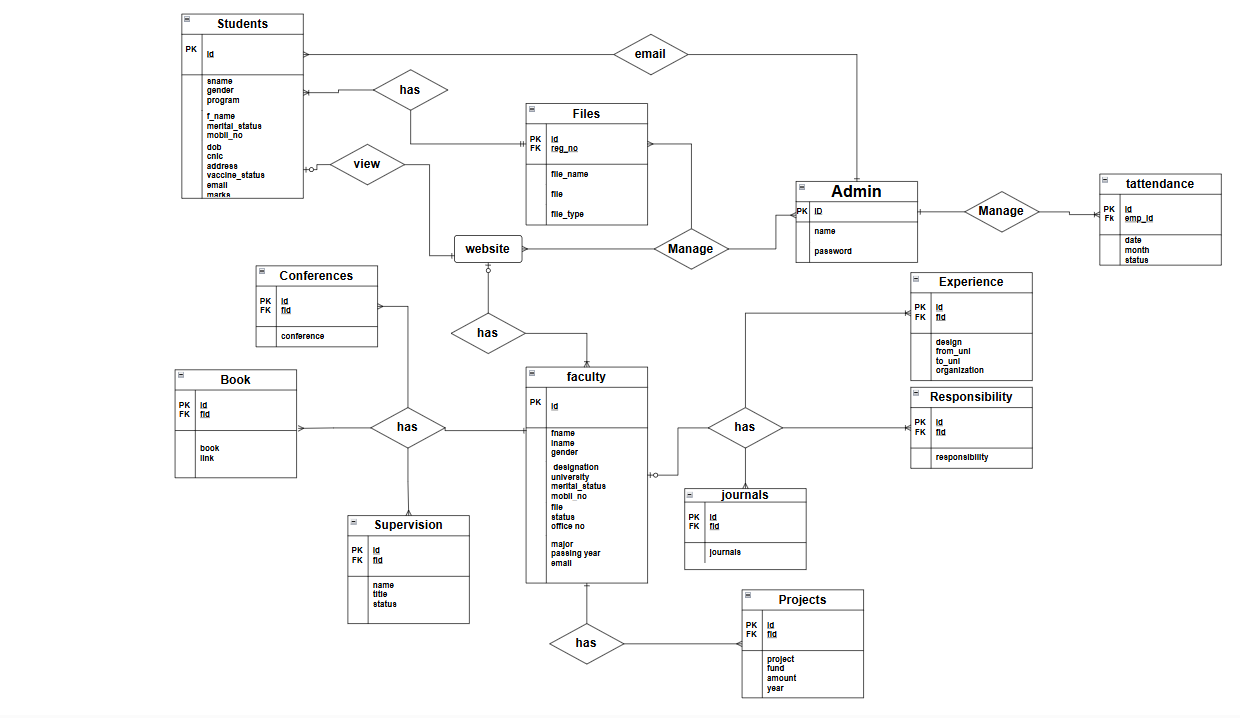 Students
PK
id
sname
gender
program
f_name
merital_status
mobil_no
dob
cnic
address
vaccine_status
email
marks
email
has
view
Files
PK
id
FK
reg_no
file_name
file
file_type
Admin
PK
ID
name
password
Manage
tattendance
PK
id
Fk
emp_id
date
month
status
website
Manage
Conferences
PK
id
FK
fid
conference
has
Experience
PK
id
FK
fid
design
from_uni
to_uni
organization
Book
PK
id
FK
fid
book
link
has
faculty
PK
id
fname
lname
gender
designation
university
merital_status
mobil_no
file
status
office no
major
passing year
email
has
Responsibility
PK
id
FK
fid
responsibility
journals
PK
id
FK
fid
journals
Supervision
PK
id
FK
fid
name
title
status
has
Projects
PK
id
FK
fid
project
fund
amount
year